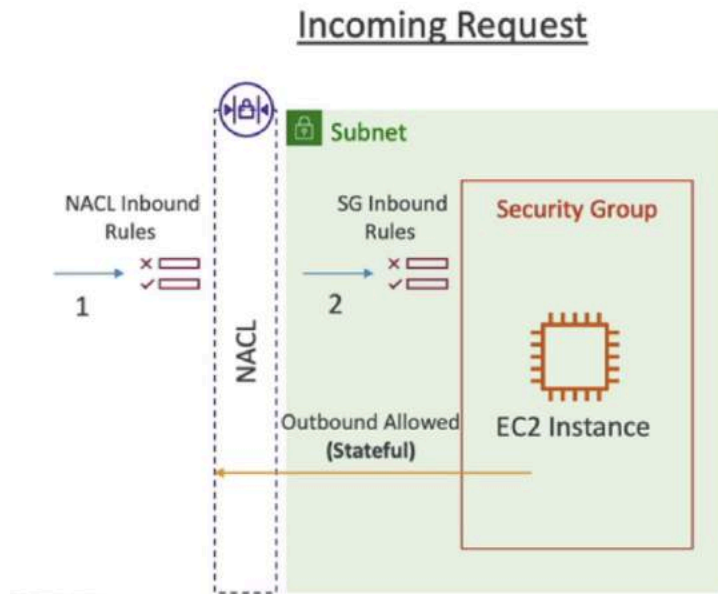 Incoming Request
Subnet
NACL Inbound
Rules
1
NACL
SG Inbound
Rules
2
Security Group
EC2 Instance
Outbound Allowed
(Stateful)